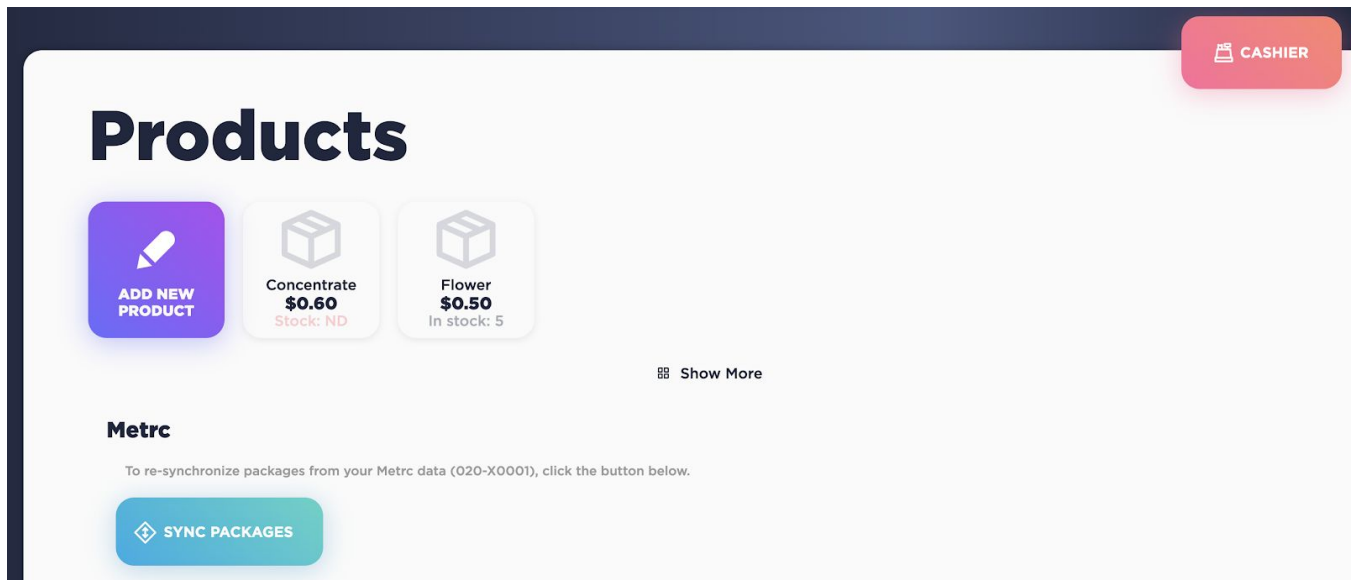 CASHIER
Products
ADD NEW
PRODUCT
Concentrate
$0.60
Stock: ND
Flower
$0.50
In stock: 5
Show More
Metrc
To re-synchronize packages from your Metrc data (020-X0001), click the button below.
SYNC PACKAGES